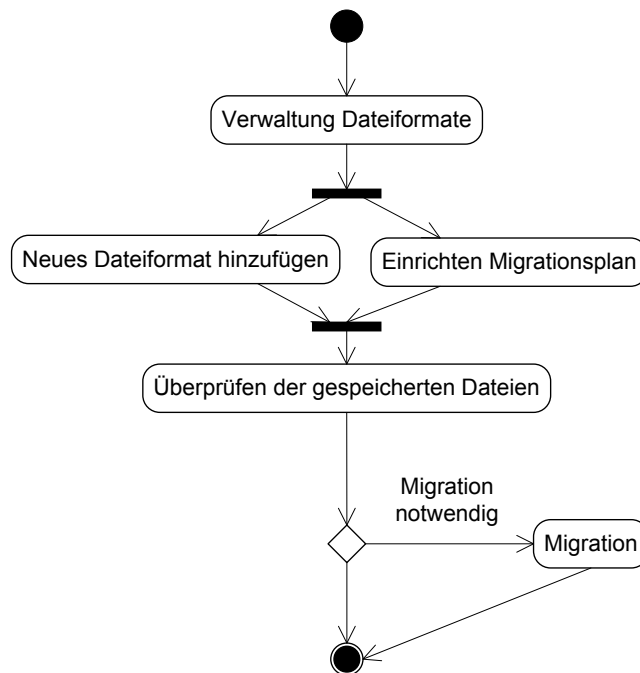 Verwaltung Dateiformate
Neues Dateiformat hinzufügen
Einrichten Migrationsplan
Überprüfen der gespeicherten Dateien
Migration
notwendig
Migration